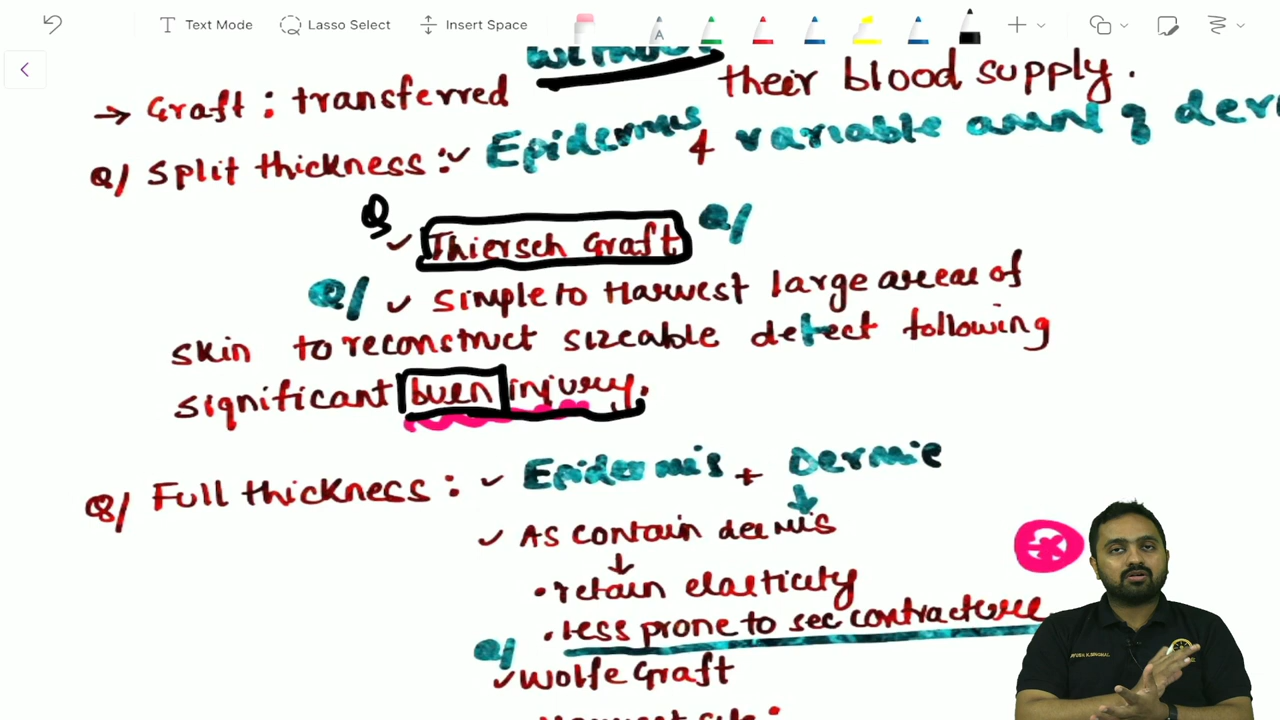 Text Mode Lasso Select Insert Space
without
→ Graft : transferred their blood supply.
Q/ Split thickness : ✓ Epidermis & variable amnt of der
Q ✓ Thiersch Graft Q/
Q/ ✓ Simple to Harvest large areas of
skin to reconstruct sizeable defect following
significant burn injury.
Q/ Full thickness : ✓ Epidermis + Dermis
↓
✓ As contain dermis
↓
• retain elasticity
• less prone to sec contracture
Q/ ✓ Wolfe Graft